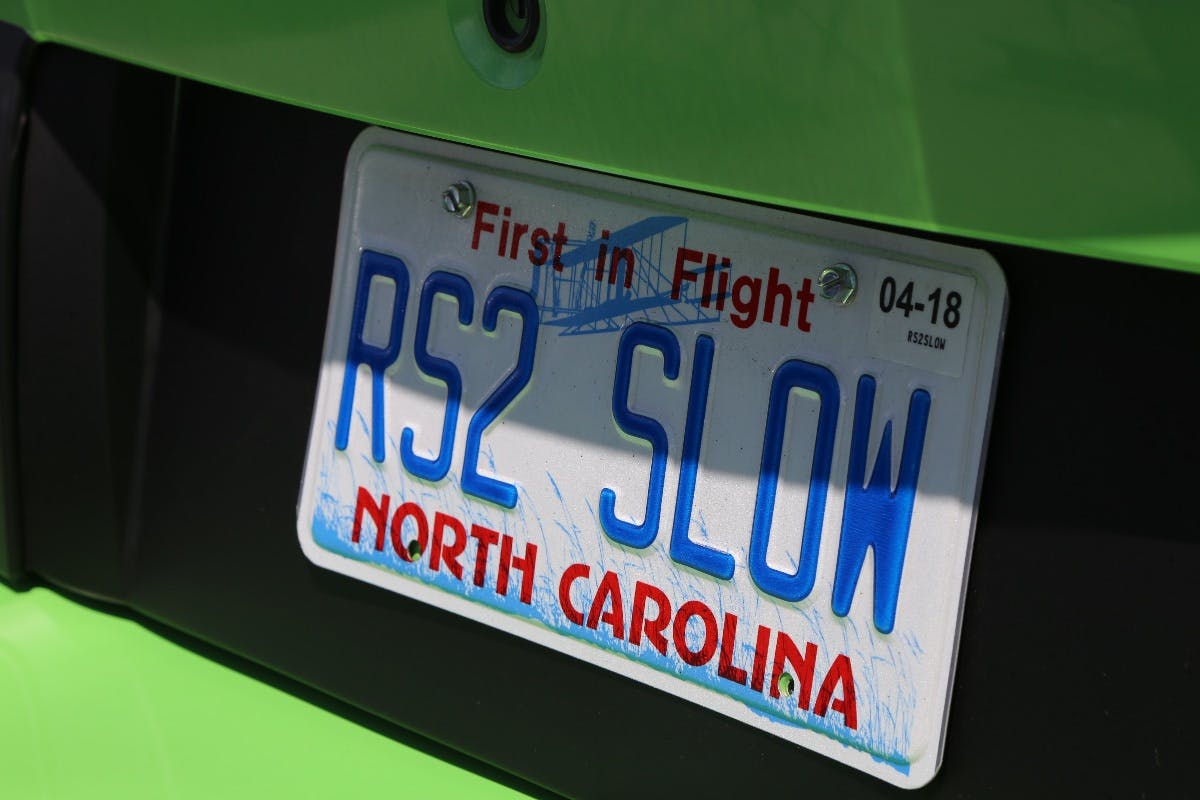 First in Flight
04-18
RS2SLOW
RS2 SLOW
NORTH CAROLINA